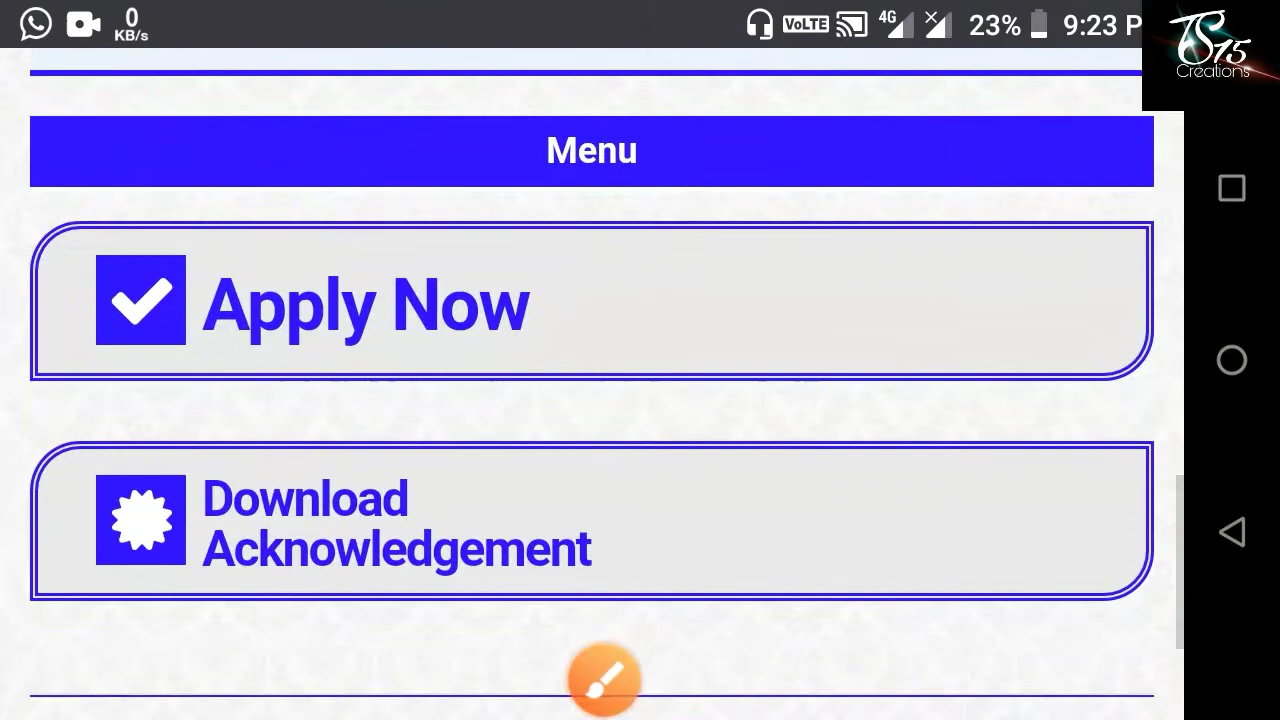 0
KB/s
VoLTE
4G
23%
9:23 P
TS15
Creations
Menu
Apply Now
Download
Acknowledgement